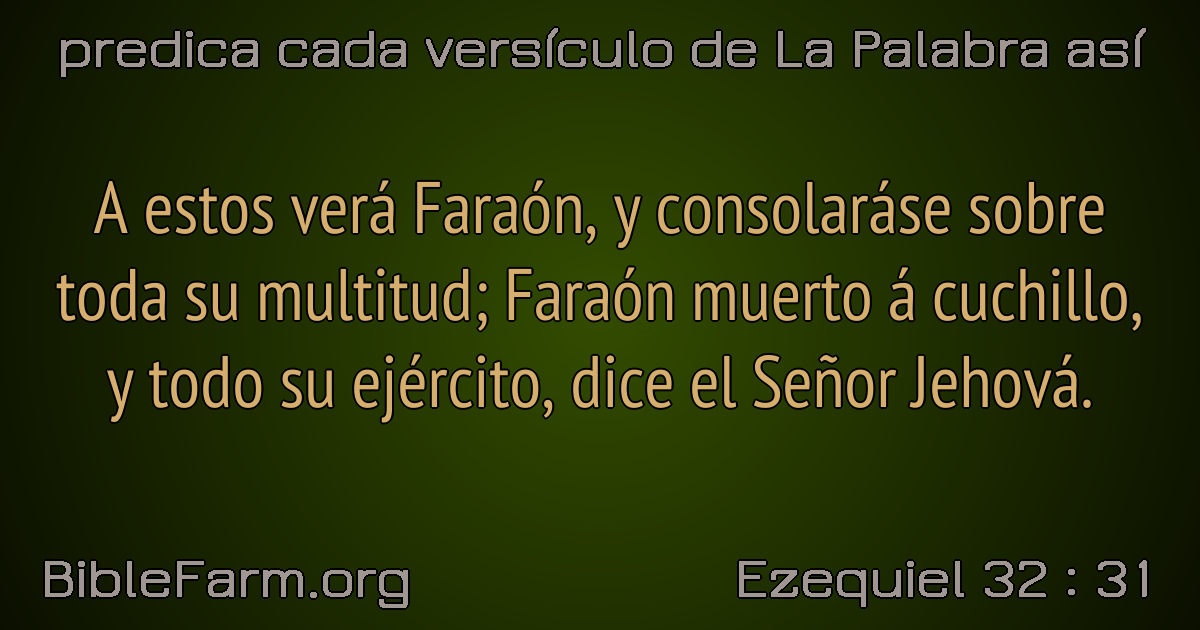 predica cada versículo de La Palabra así
A estos verá Faraón, y consolaráse sobre
toda su multitud; Faraón muerto á cuchillo,
y todo su ejército, dice el Señor Jehová.
BibleFarm.org
Ezequiel 32 : 31